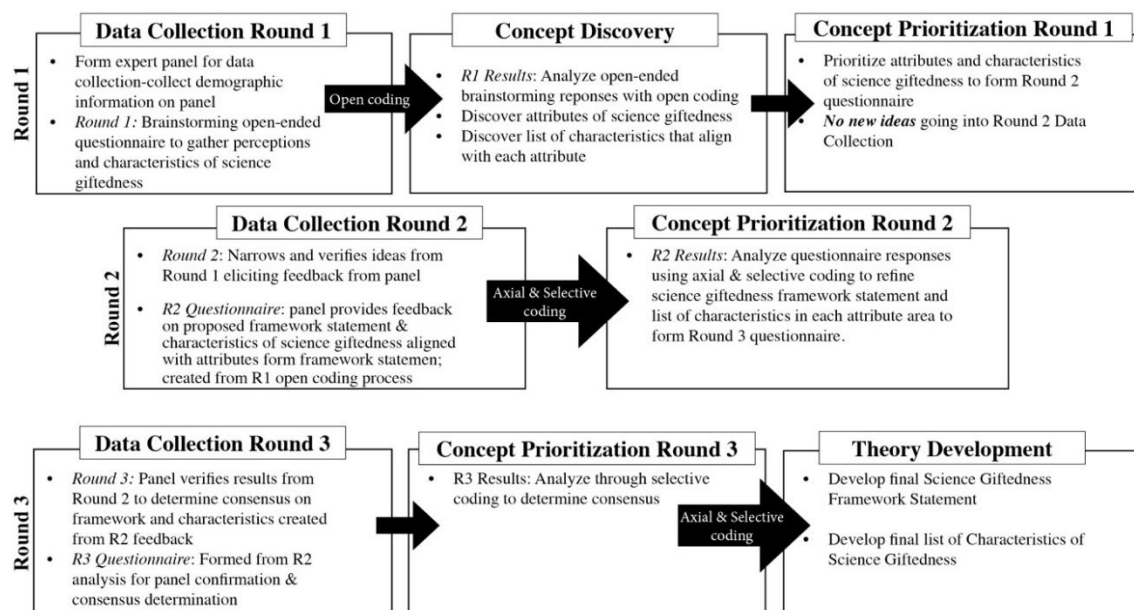 Round 1
Data Collection Round 1
• Form expert panel for data
collection-collect demographic
information on panel
• Round 1: Brainstorming open-ended
questionnaire to gather perceptions
and characteristics of science
giftedness
Open coding
Concept Discovery
• R1 Results: Analyze open-ended
brainstorming reponses with open coding
• Discover attributes of science giftedness
• Discover list of characteristics that align
with each attribute
Concept Prioritization Round 1
• Prioritize attributes and characteristics
of science giftedness to form Round 2
questionnaire
• No new ideas going into Round 2 Data
Collection
Round 2
Data Collection Round 2
• Round 2: Narrows and verifies ideas from
Round 1 eliciting feedback from panel
• R2 Questionnaire: panel provides feedback
on proposed framework statement &
characteristics of science giftedness aligned
with attributes form framework statemen;
created from R1 open coding process
Axial & Selective
coding
Concept Prioritization Round 2
• R2 Results: Analyze questionnaire responses
using axial & selective coding to refine
science giftedness framework statement and
list of characteristics in each attribute area to
form Round 3 questionnaire.
Round 3
Data Collection Round 3
• Round 3: Panel verifies results from
Round 2 to determine consensus on
framework and characteristics created
from R2 feedback
• R3 Questionnaire: Formed from R2
analysis for panel confirmation &
consensus determination
Concept Prioritization Round 3
• R3 Results: Analyze through selective
coding to determine consensus
Axial & Selective
coding
Theory Development
• Develop final Science Giftedness
Framework Statement
• Develop final list of Characteristics of
Science Giftedness